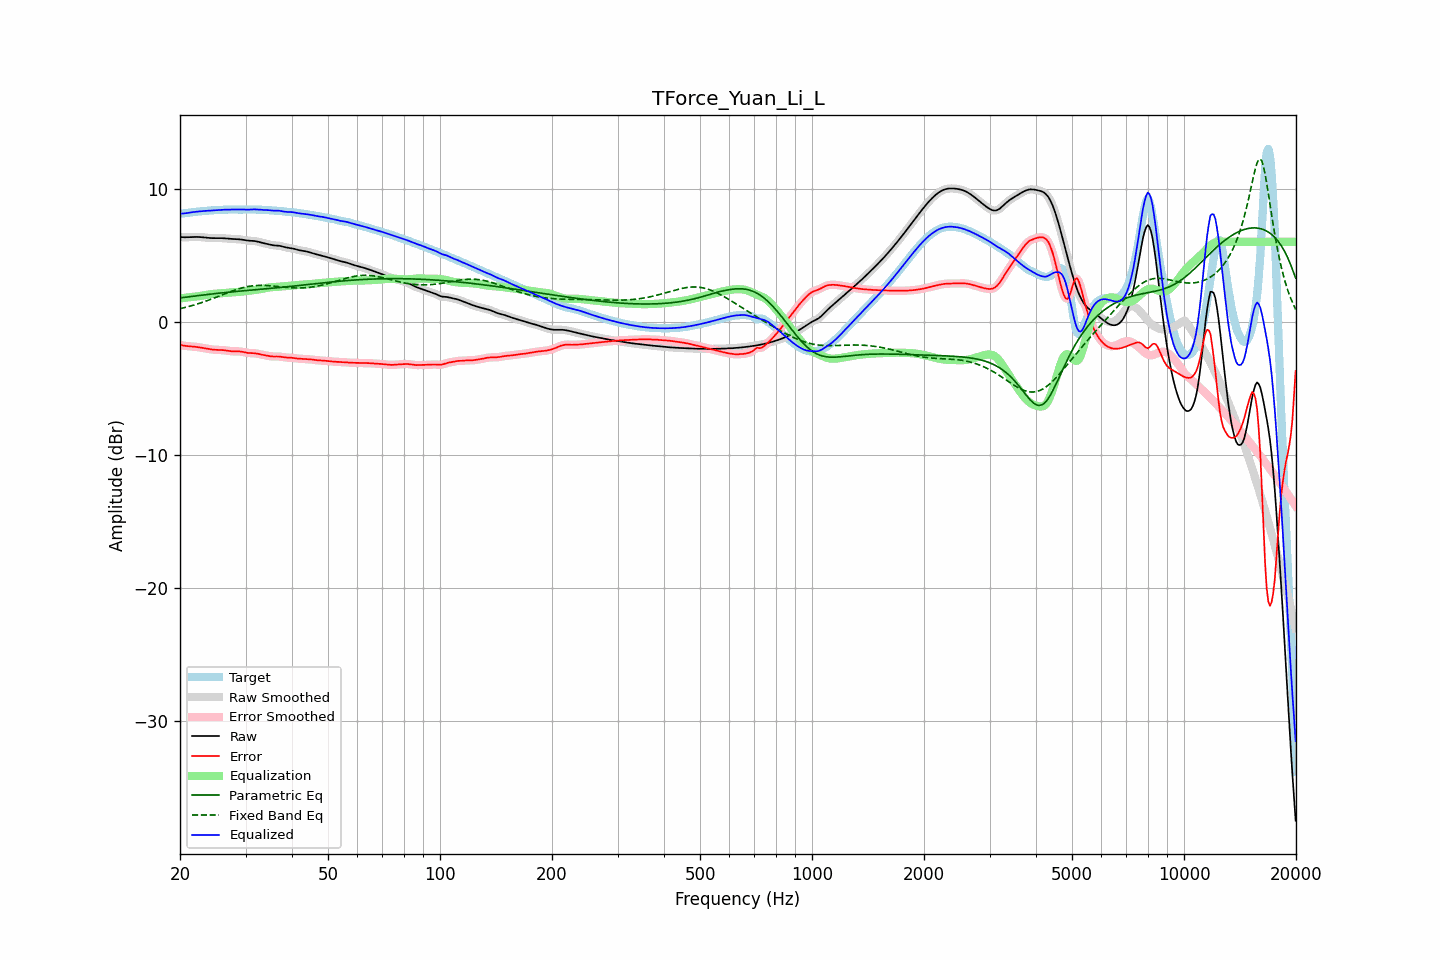 TForce_Yuan_Li_L
Amplitude (dBr)
10
0
−10
−20
−30
Target
Raw Smoothed
Error Smoothed
Raw
Error
Equalization
Parametric Eq
Fixed Band Eq
Equalized
20 50 100 200 500 1000 2000 5000 10000 20000
Frequency (Hz)